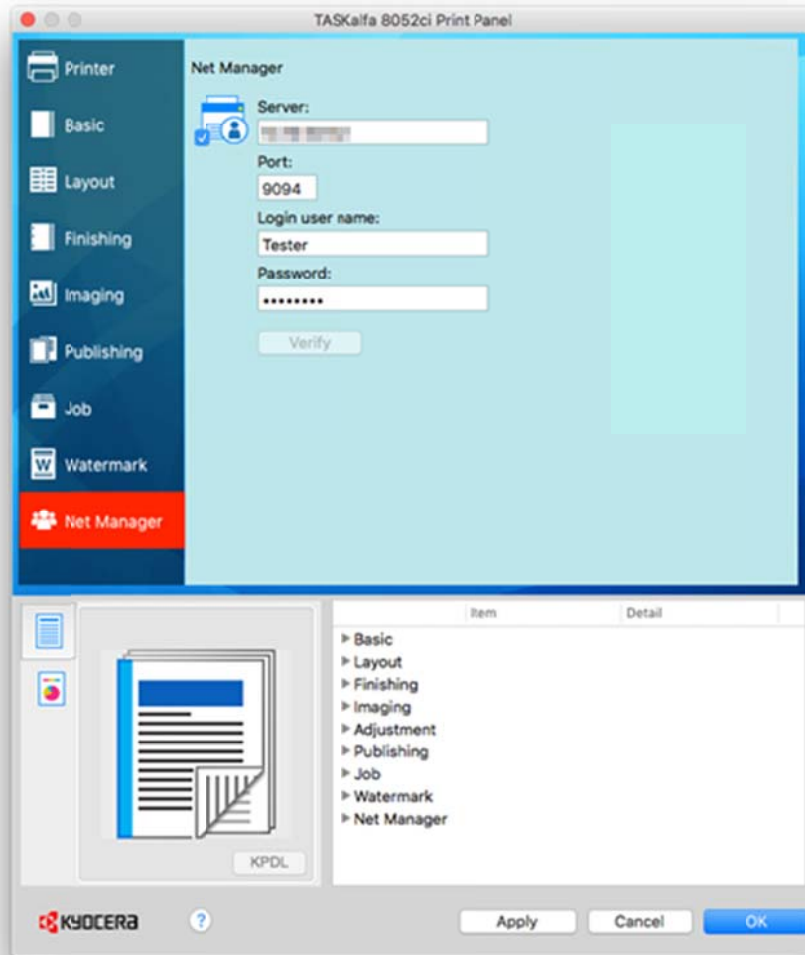 TASKalfa 8052ci Print Panel
Printer
Basic
Layout
Finishing
Imaging
Publishing
Job
Watermark
Net Manager
Net Manager
Server:
Port:
9094
Login user name:
Tester
Password:
••••••••
Verify
Item Detail
Basic
Layout
Finishing
Imaging
Adjustment
Publishing
Job
Watermark
Net Manager
KPDL
KYOCERA
?
Apply
Cancel
OK